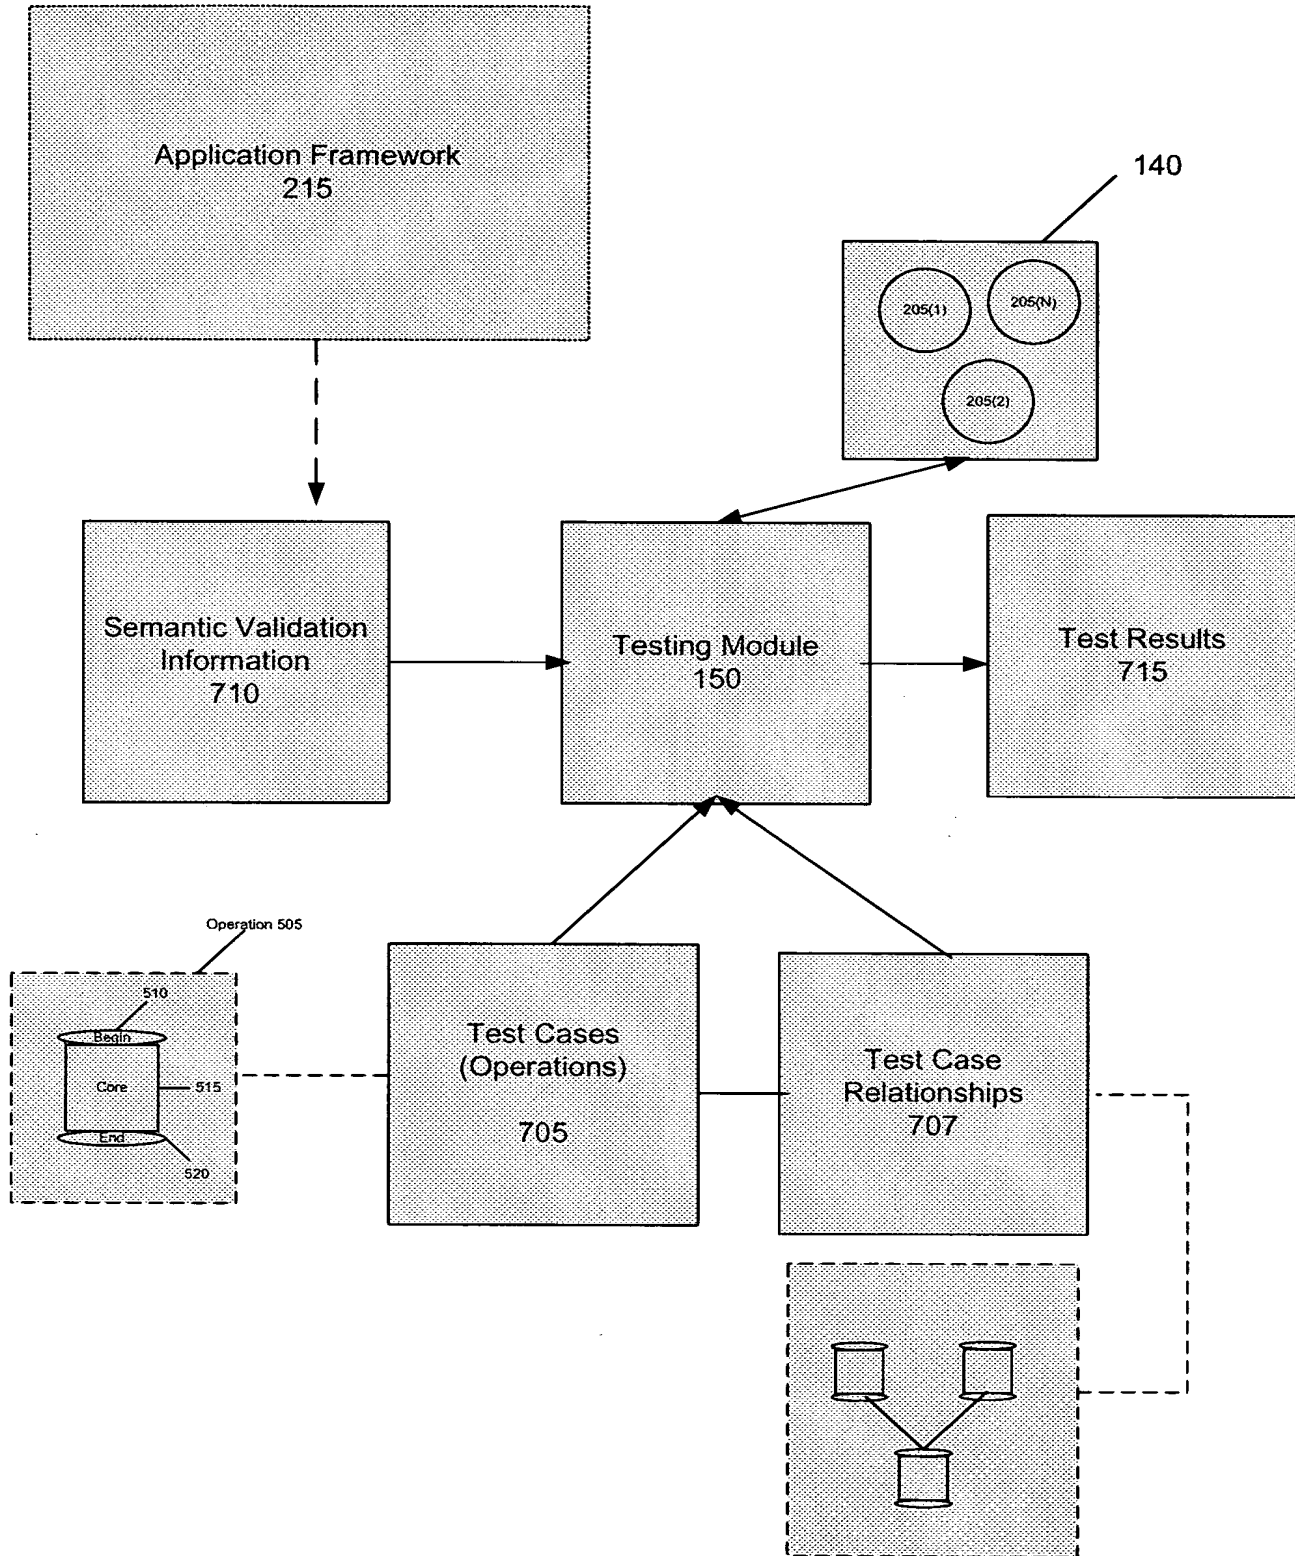 Application Framework
215
140
205(1)
205(N)
205(2)
Semantic Validation
Information
710
Testing Module
150
Test Results
715
Operation 505
510
Begin
Core
515
End
520
Test Cases
(Operations)
705
Test Case
Relationships
707